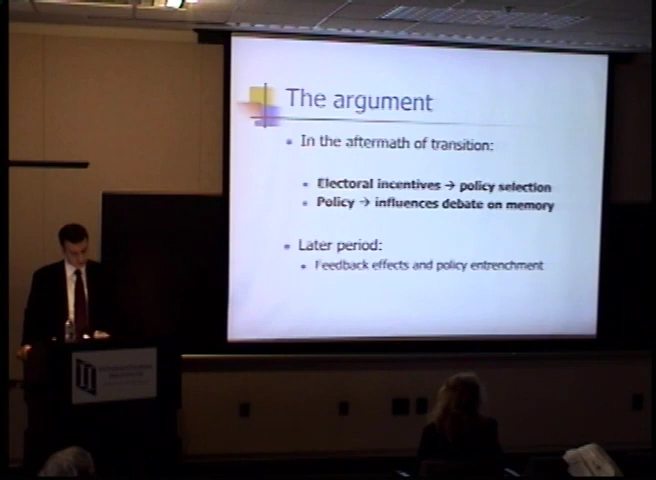 The argument
In the aftermath of transition:
Electoral incentives → policy selection
Policy → influences debate on memory
Later period:
Feedback effects and policy entrenchment